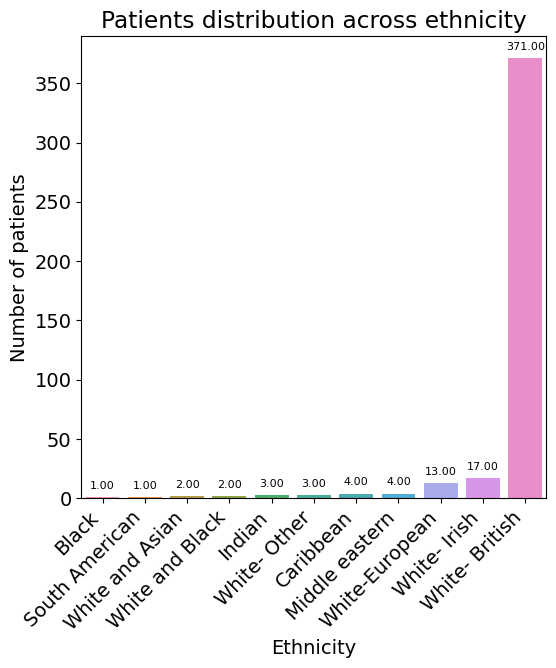 Patients distribution across ethnicity
371.00
350
300
250
200
150
100
50
0
Number of patients
1.00 1.00 2.00 2.00 3.00 3.00 4.00 4.00 13.00 17.00
Black
South American
White and Asian
White and Black
Indian
White- Other
Caribbean
Middle eastern
White-European
White- Irish
White- British
Ethnicity